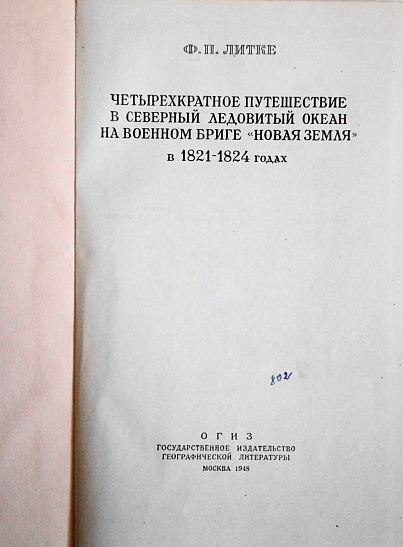 Ф. П. ЛИТКЕ
ЧЕТЫРЕХКРАТНОЕ ПУТЕШЕСТВИЕ
В СЕВЕРНЫЙ ЛЕДОВИТЫЙ ОКЕАН
НА ВОЕННОМ БРИГЕ «НОВАЯ ЗЕМЛЯ»
в 1821-1824 годах
802
ОГИЗ
ГОСУДАРСТВЕННОЕ ИЗДАТЕЛЬСТВО
ГЕОГРАФИЧЕСКОЙ ЛИТЕРАТУРЫ
МОСКВА 1948